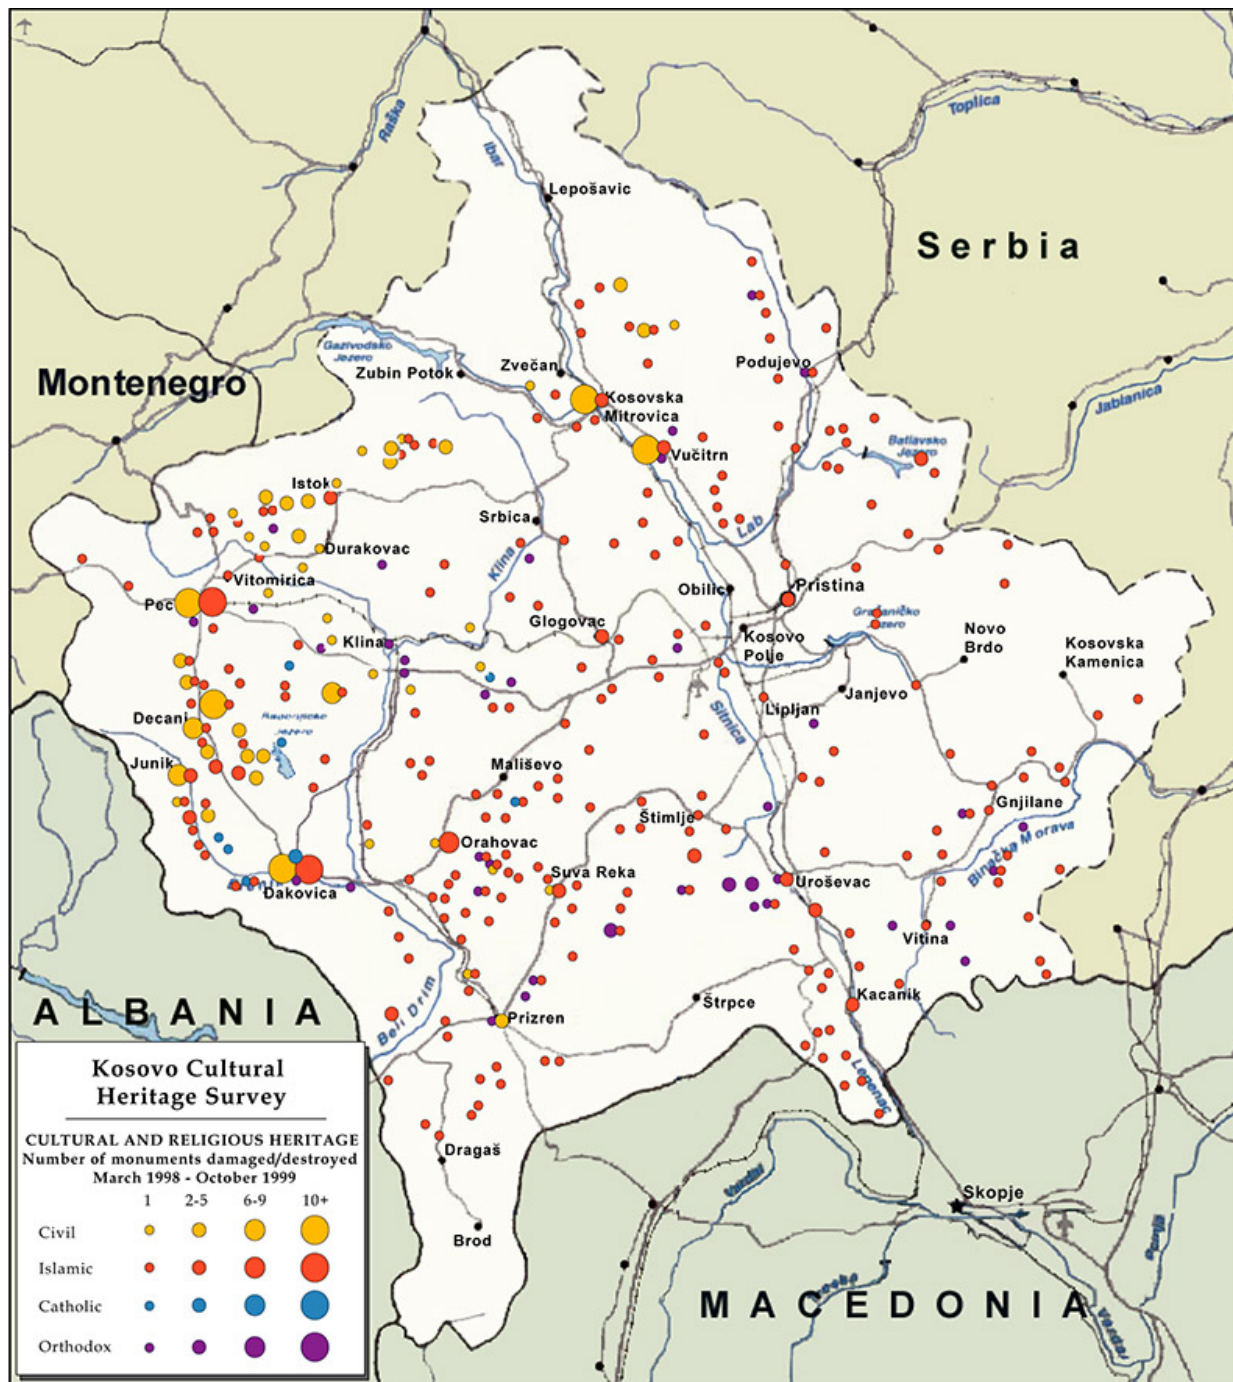 Raška
Ibar
Toplica
Lepošavic
Serbia
Gazivodsko
Jezero
Zubin Potok
Zvečan
Podujevo
Montenegro
Kosovska
Mitrovica
Jablanica
Vučitrn
Batlavsko
Jezero
Istok
Srbica
Lab
Durakovac
Klina
Vitomirica
Obilic
Pristina
Pec
Glogovac
Gračaničko
Jezero
Novo
Brdo
Kosovska
Kamenica
Klina
Kosovo
Polje
Janjevo
Lipljan
Sitnica
Decani
Jezero
Junik
Mališevo
Gnjilane
Štimlje
Binačka Morava
Orahovac
Suva Reka
Uroševac
Dakovica
Vitina
Beli Drim
Štrpce
Kacanik
ALBANIA
Prizren
Lepenac
Dragaš
Vardar
Skopje
Brod
Pcinja
MACEDONIA
Vardar
Kosovo Cultural
Heritage Survey
CULTURAL AND RELIGIOUS HERITAGE
Number of monuments damaged/destroyed
March 1998 - October 1999
1 2-5 6-9 10+
Civil
Islamic
Catholic
Orthodox